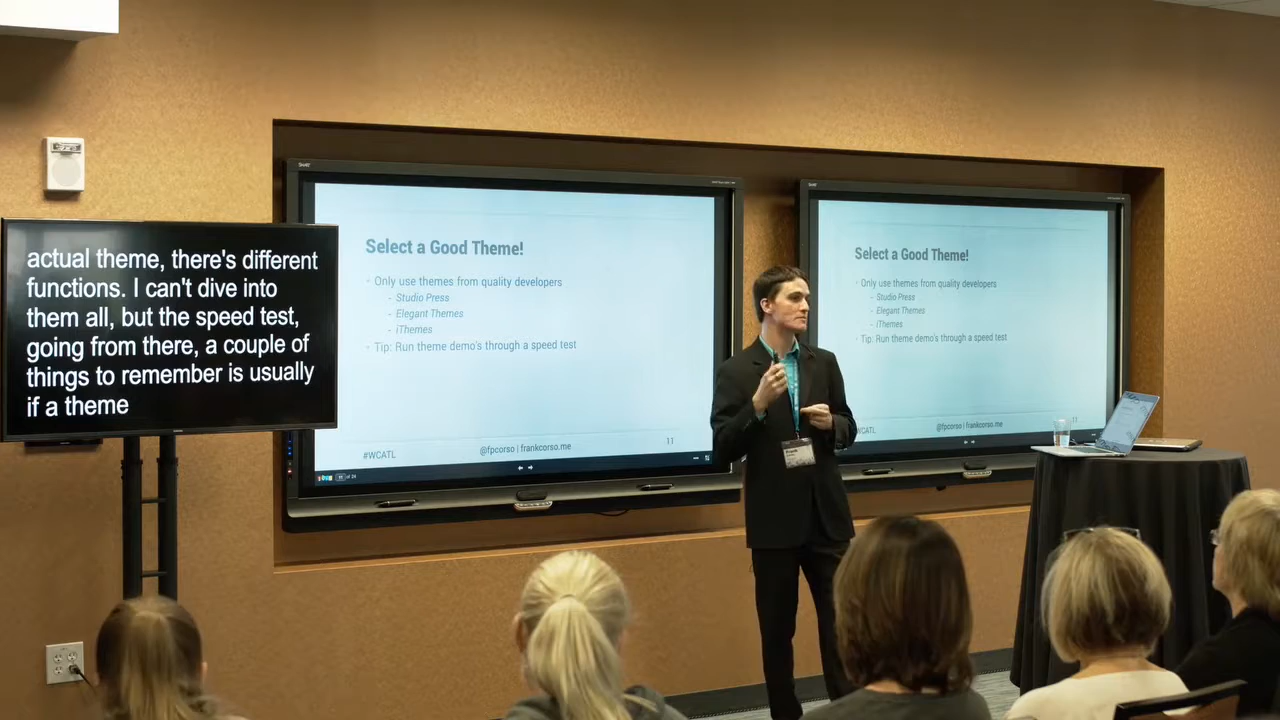 actual theme, there's different
functions. I can't dive into
them all, but the speed test,
going from there, a couple of
things to remember is usually
if a theme
Select a Good Theme!
- Only use themes from quality developers
- Studio Press
- Elegant Themes
- iThemes
- Tip: Run theme demo's through a speed test
#WCATL
@fpcorso | frankcorso.me
11
Select a Good Theme!
- Only use themes from quality developers
- Studio Press
- Elegant Themes
- iThemes
- Tip: Run theme demo's through a speed test
WCATL
@fpcorso | frankcorso.me
11
Frank